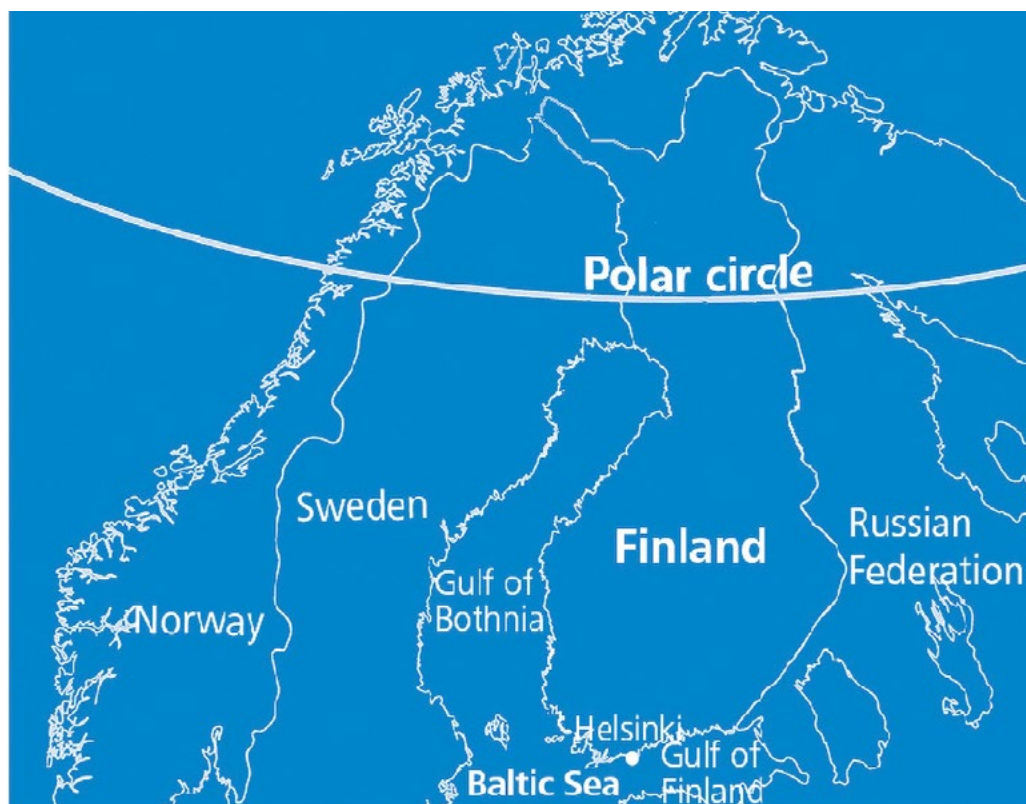 Polar circle
Sweden
Finland
Russian
Federation
Gulf of
Bothnia
Norway
Helsinki
Gulf of
Finland
Baltic Sea